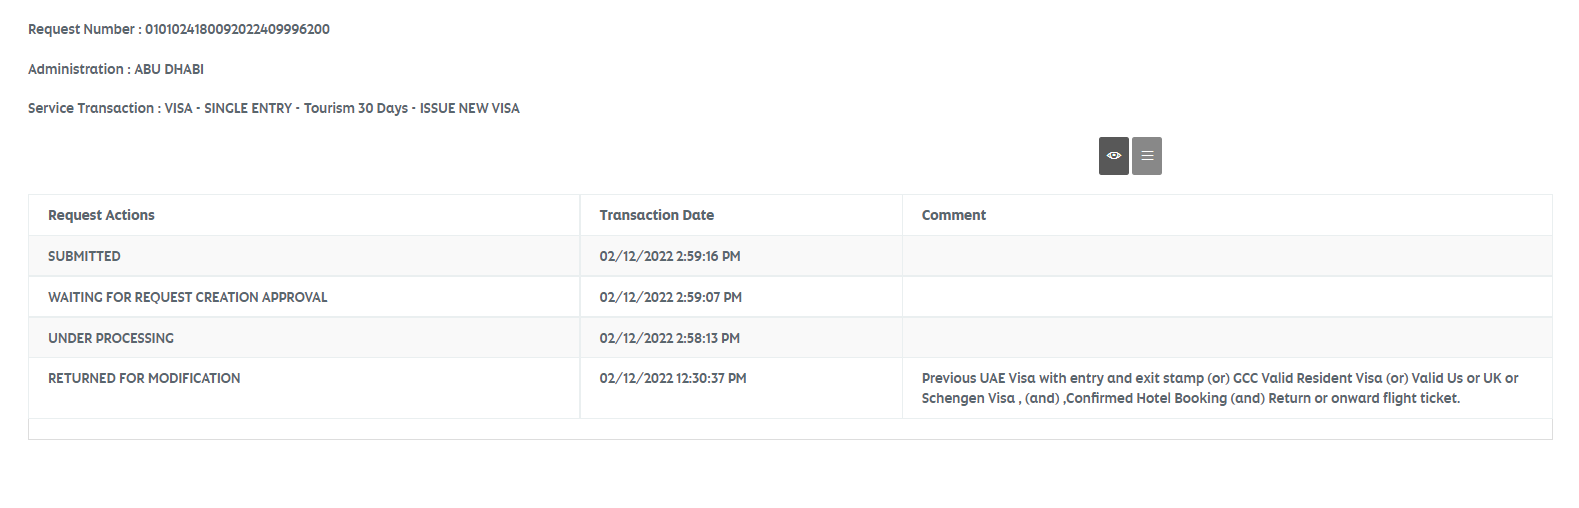 Request Number : 0101024180092022409996200
Administration : ABU DHABI
Service Transaction : VISA - SINGLE ENTRY - Tourism 30 Days - ISSUE NEW VISA
Request Actions Transaction Date Comment
SUBMITTED 02/12/2022 2:59:16 PM
WAITING FOR REQUEST CREATION APPROVAL 02/12/2022 2:59:07 PM
UNDER PROCESSING 02/12/2022 2:58:13 PM
RETURNED FOR MODIFICATION 02/12/2022 12:30:37 PM Previous UAE Visa with entry and exit stamp (or) GCC Valid Resident Visa (or) Valid Us or UK or
Schengen Visa , (and) ,Confirmed Hotel Booking (and) Return or onward flight ticket.